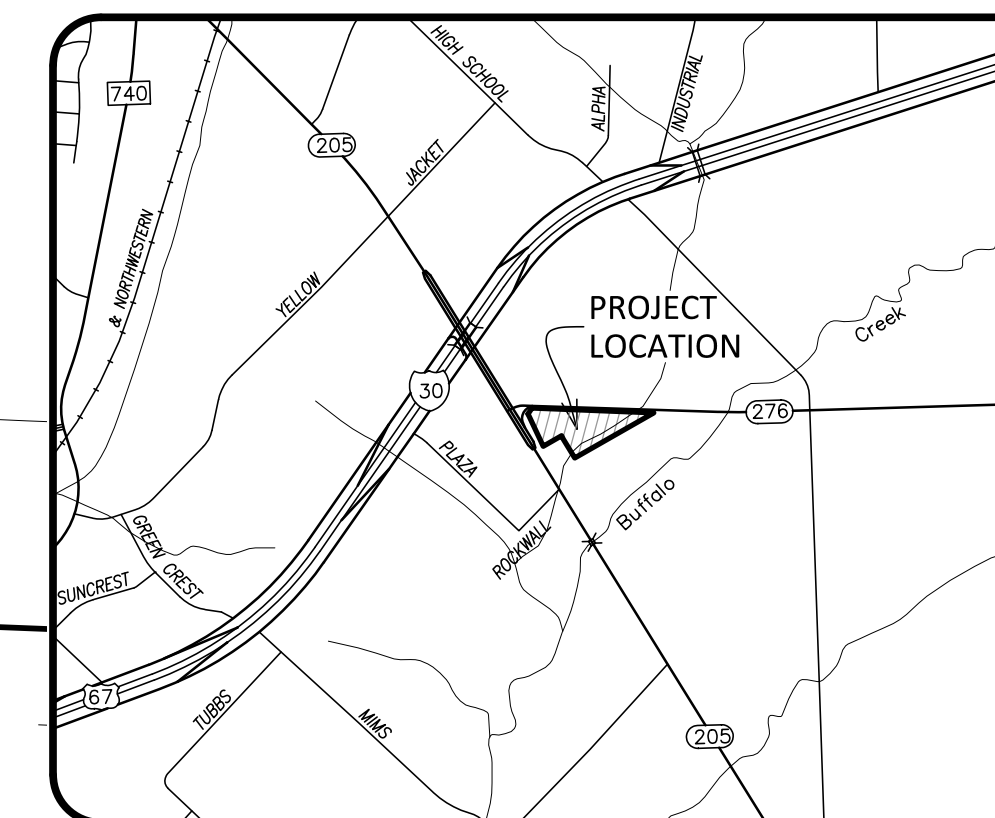 HIGH SCHOOL
INDUSTRIAL
ALPHA
740
205
JACKET
& NORTHWESTERN
YELLOW
PROJECT
LOCATION
Creek
30
276
PLAZA
Buffalo
ROCKWALL
GREEN CREST
SUNCREST
67
TUBBS
MIMS
205